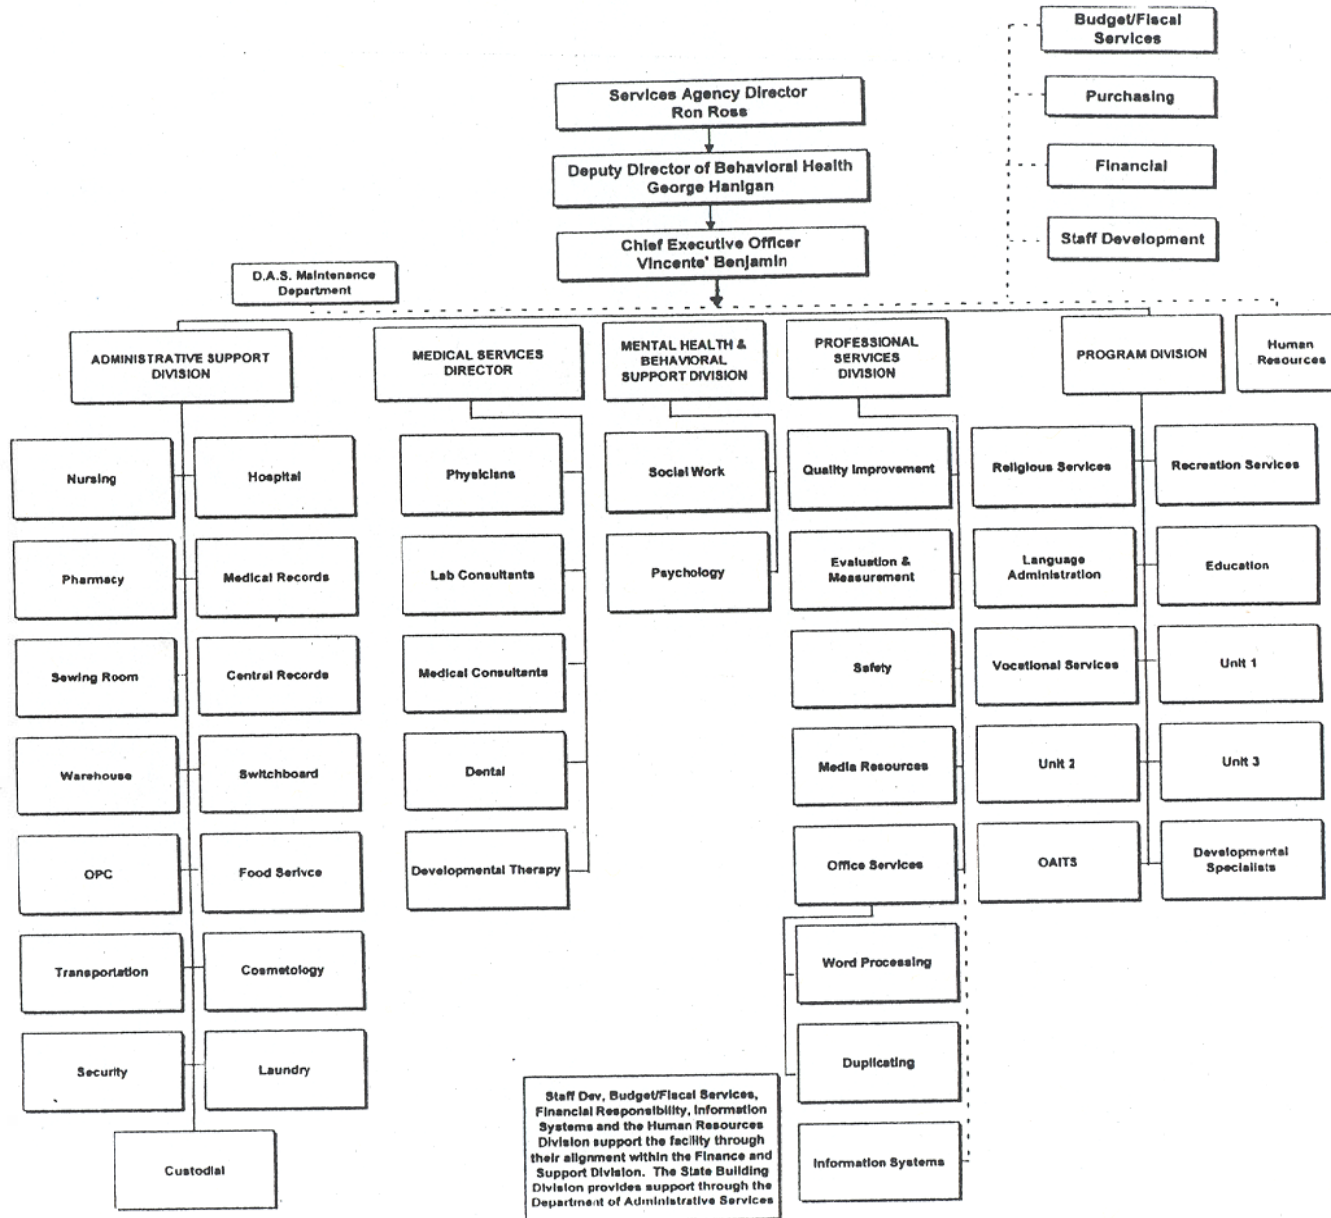 Budget/Fiscal
Services
Services Agency Director
Ron Ross
Purchasing
Deputy Director of Behavioral Health
George Hanigan
Financial
Chief Executive Officer
Vincente' Benjamin
Staff Development
D.A.S. Maintenance
Department
ADMINISTRATIVE SUPPORT
DIVISION
MEDICAL SERVICES
DIRECTOR
MENTAL HEALTH &
BEHAVIORAL
SUPPORT DIVISION
PROFESSIONAL
SERVICES
DIVISION
PROGRAM DIVISION
Human
Resources
Nursing
Hospital
Physicians
Social Work
Quality Improvement
Religious Services
Recreation Services
Pharmacy
Medical Records
Lab Consultants
Psychology
Evaluation &
Measurement
Language
Administration
Education
Sewing Room
Central Records
Medical Consultants
Safety
Vocational Services
Unit 1
Warehouse
Switchboard
Dental
Media Resources
Unit 2
Unit 3
OPC
Food Serivce
Developmental Therapy
Office Services
OAITS
Developmental
Specialists
Transportation
Cosmetology
Word Processing
Security
Laundry
Duplicating
Custodial
Staff Dev, Budget/Fiscal Services,
Financial Responsibility, Information
Systems and the Human Resources
Division support the facility through
their alignment within the Finance and
Support Division. The State Building
Division provides support through the
Department of Administrative Services
Information Systems